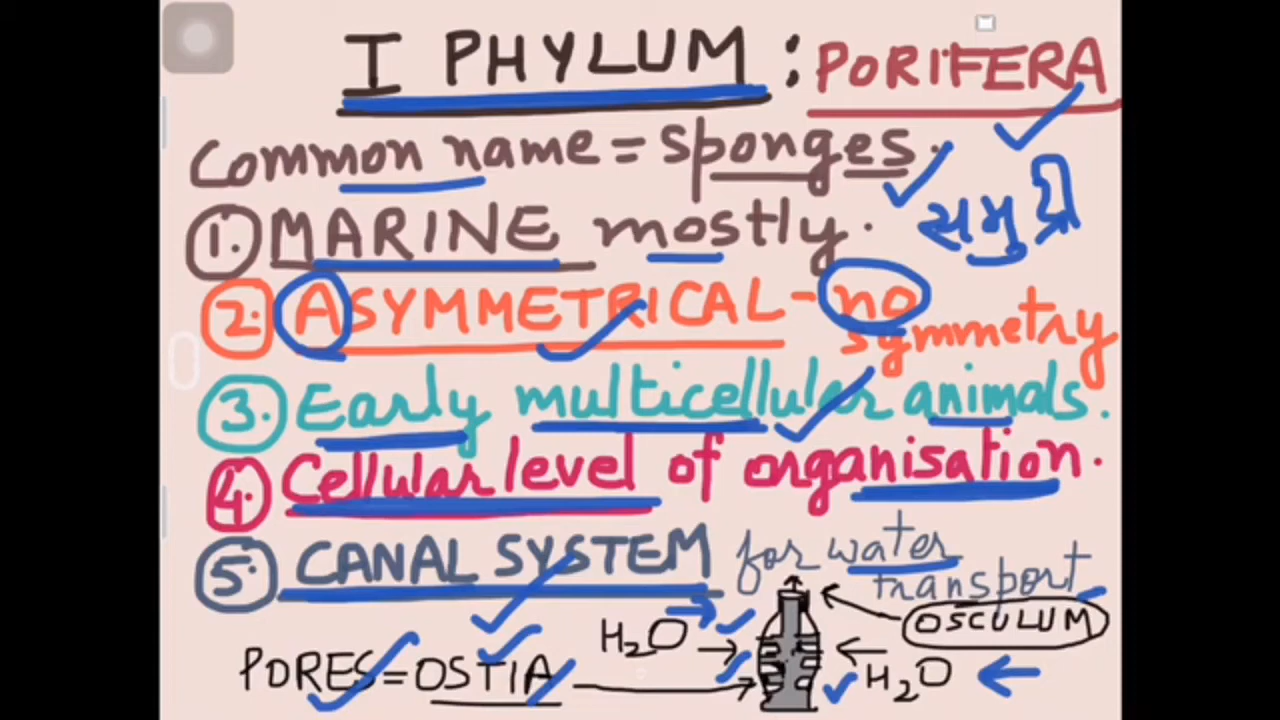 I PHYLUM : PORIFERA
Common name = sponges.
1. MARINE mostly.
2. ASYMMETRICAL - no symmetry
3. Early multicellular animals.
4. Cellular level of organisation.
5. CANAL SYSTEM for water transport
OSCULUM
H2O
PORES = OSTIA
H2O